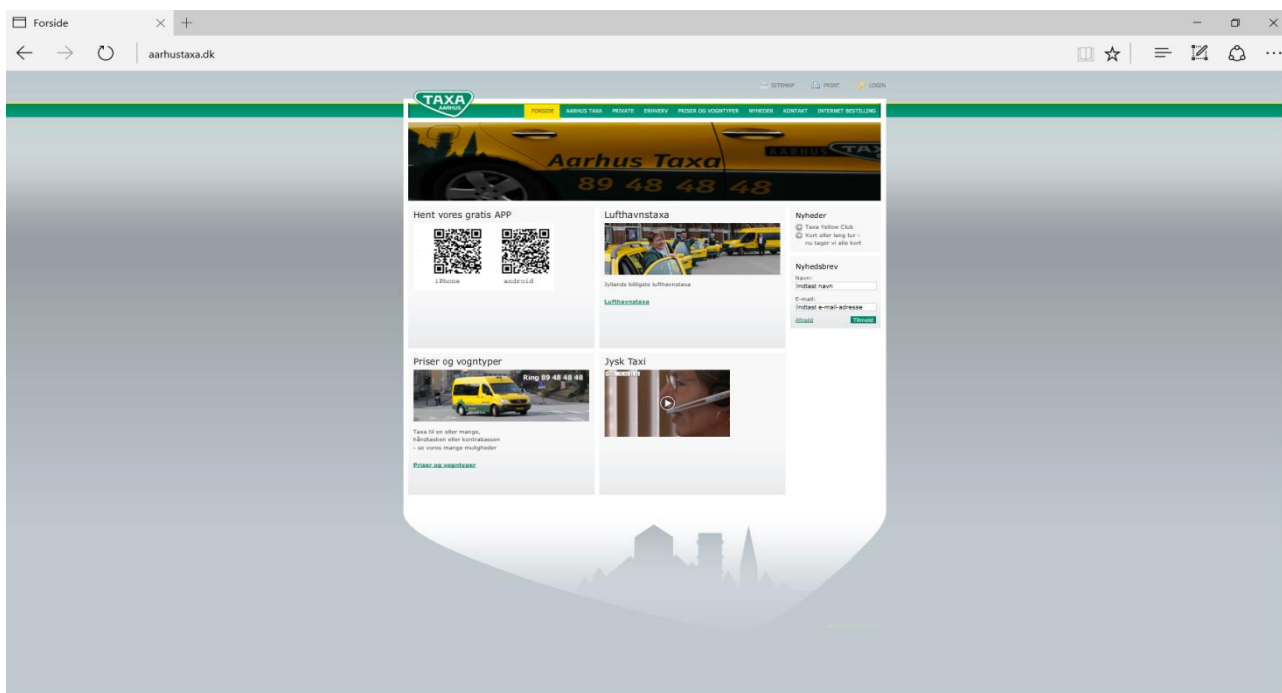 Forside
aarhustaxa.dk
SITEMAP PRINT LOGIN
TAXA
AARHUS
FORSIDE AARHUS TAXA PRIVATE ERHVERV PRISER OG VOGNTYPER NYHEDER KONTAKT INTERNET BESTILLING
Aarhus Taxa
AARHUS TAX
89 48 48 48
Hent vores gratis APP
iPhone android
Lufthavnstaxa
Jyllands billigste lufthavnstaxa
Lufthavnstaxa
Nyheder
Taxa Yellow Club
Kort eller lang tur -
nu tager vi alle kort
Nyhedsbrev
Navn:
Indtast navn
E-mail:
Indtast e-mail-adresse
Afmeld Tilmeld
Priser og vogntyper
Ring 89 48 48 48
Taxa til en eller mange,
håndtasken eller kontrabassen
- se vores mange muligheder
Priser og vogntyper
Jysk Taxi